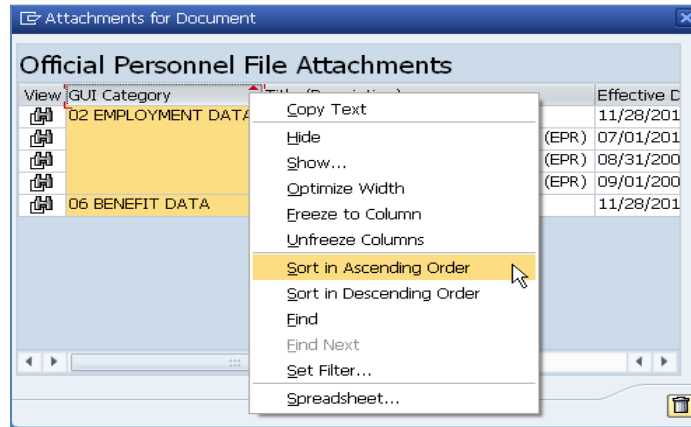 Attachments for Document
Official Personnel File Attachments
View GUI Category Effective D
02 EMPLOYMENT DATA 11/28/201
(EPR) 07/01/201
(EPR) 08/31/200
(EPR) 09/01/200
06 BENEFIT DATA 11/28/201
Copy Text
Hide
Show...
Optimize Width
Freeze to Column
Unfreeze Columns
Sort in Ascending Order
Sort in Descending Order
Find
Find Next
Set Filter...
Spreadsheet...